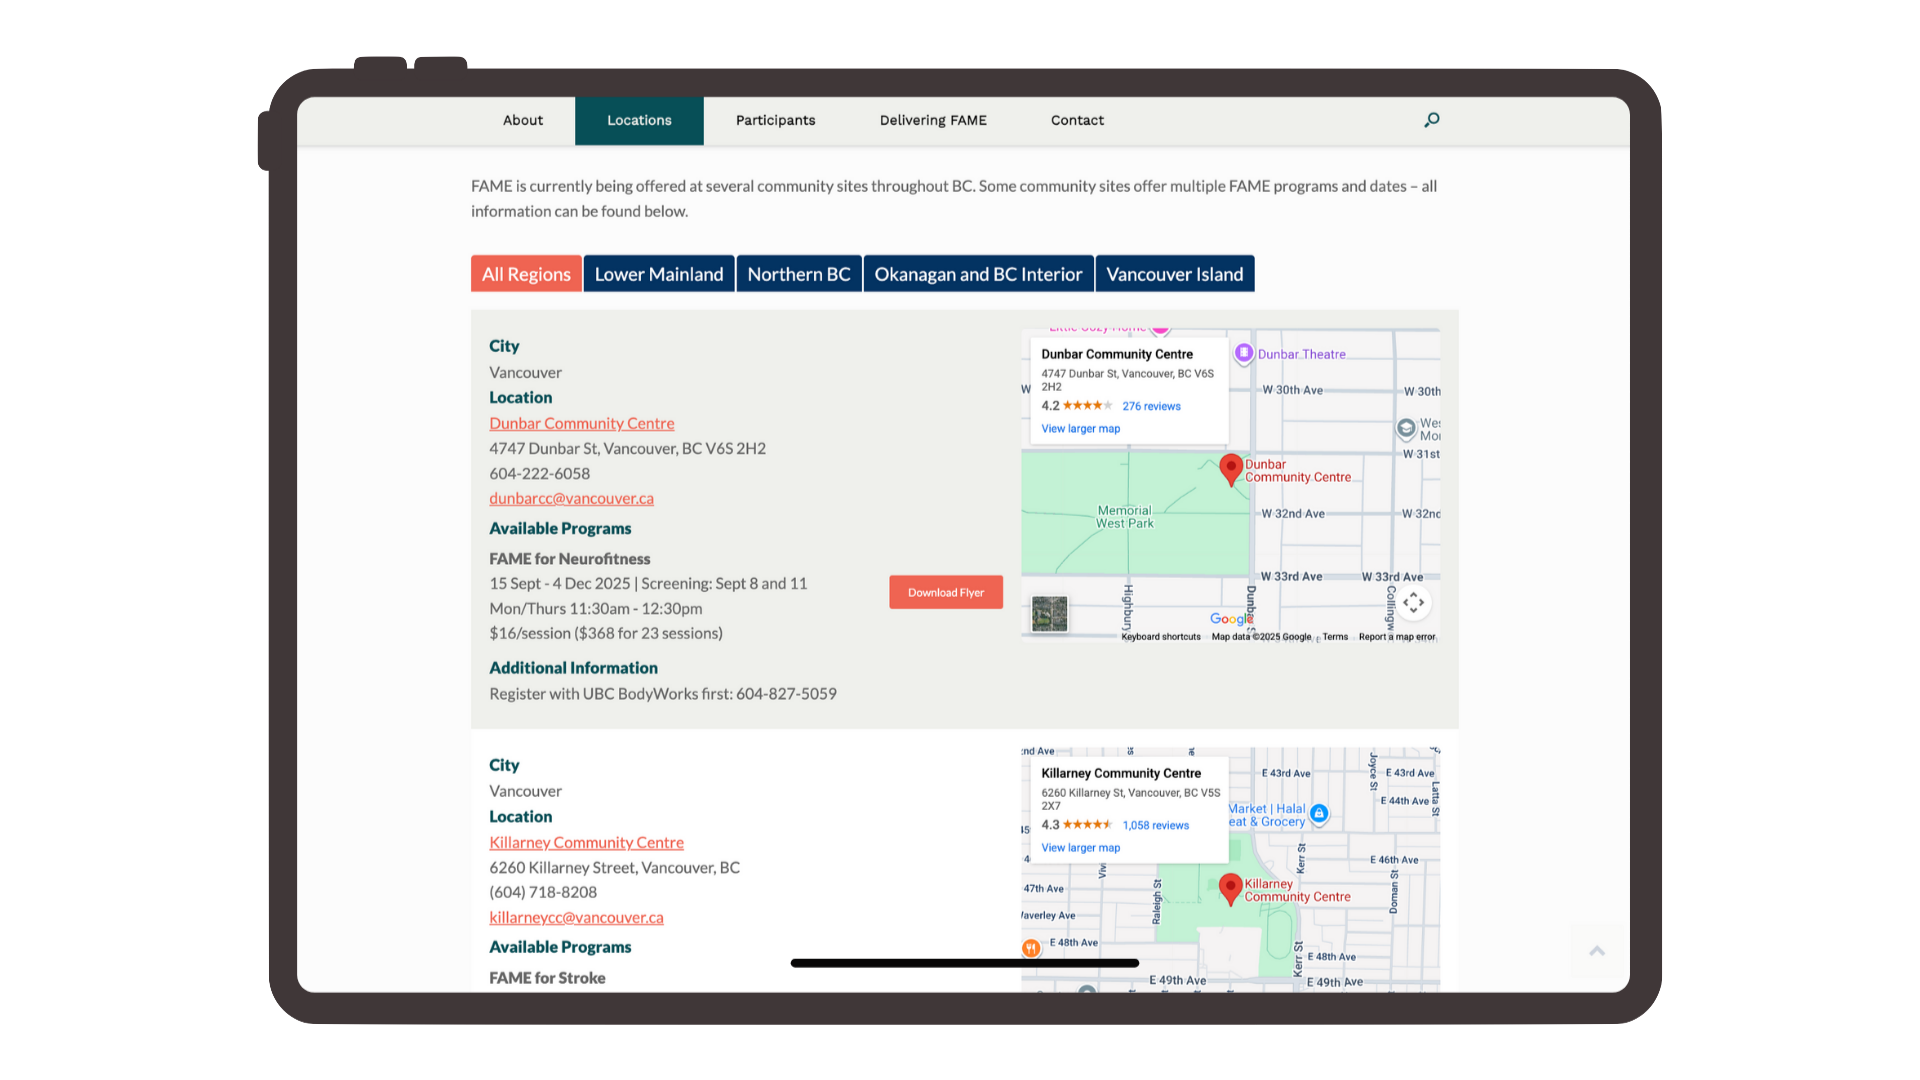 About
Locations
Participants
Delivering FAME
Contact
FAME is currently being offered at several community sites throughout BC. Some community sites offer multiple FAME programs and dates – all
information can be found below.
All Regions
Lower Mainland
Northern BC
Okanagan and BC Interior
Vancouver Island
City
Vancouver
Location
Dunbar Community Centre
4747 Dunbar St, Vancouver, BC V6S 2H2
604-222-6058
dunbarcc@vancouver.ca
Available Programs
FAME for Neurofitness
15 Sept - 4 Dec 2025 | Screening: Sept 8 and 11
Mon/Thurs 11:30am - 12:30pm
$16/session ($368 for 23 sessions)
Download Flyer
Additional Information
Register with UBC BodyWorks first: 604-827-5059
Dunbar Community Centre
4747 Dunbar St, Vancouver, BC V6S
2H2
4.2
276 reviews
View larger map
Dunbar Theatre
W 30th Ave
W 30th
W 31st
Dunbar
Community Centre
Memorial
West Park
W 32nd Ave
W 32nd
W 33rd Ave
W 33rd Ave
Highbury
Google
Keyboard shortcuts
Map data ©2025 Google
Terms
Report a map error
City
Vancouver
Location
Killarney Community Centre
6260 Killarney Street, Vancouver, BC
(604) 718-8208
killarneycc@vancouver.ca
Available Programs
FAME for Stroke
Killarney Community Centre
6260 Killarney St, Vancouver, BC V5S
2X7
4.3
1,058 reviews
View larger map
E 43rd Ave
E 43rd Ave
Joyce St
Latta St
E 44th Ave
Market | Halal
eat & Grocery
E 46th Ave
Kerr St
Doman St
47th Ave
Raleigh St
Killarney
Community Centre
E 48th Ave
Kerr St
E 48th Ave
E 49th Ave
E 49th Ave